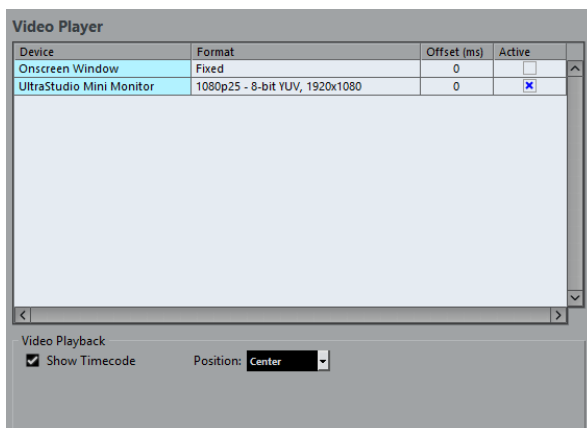 Video Player
Device Format Offset (ms) Active
Onscreen Window Fixed 0
UltraStudio Mini Monitor 1080p25 - 8-bit YUV, 1920x1080 0
Video Playback
Show Timecode Position: Center